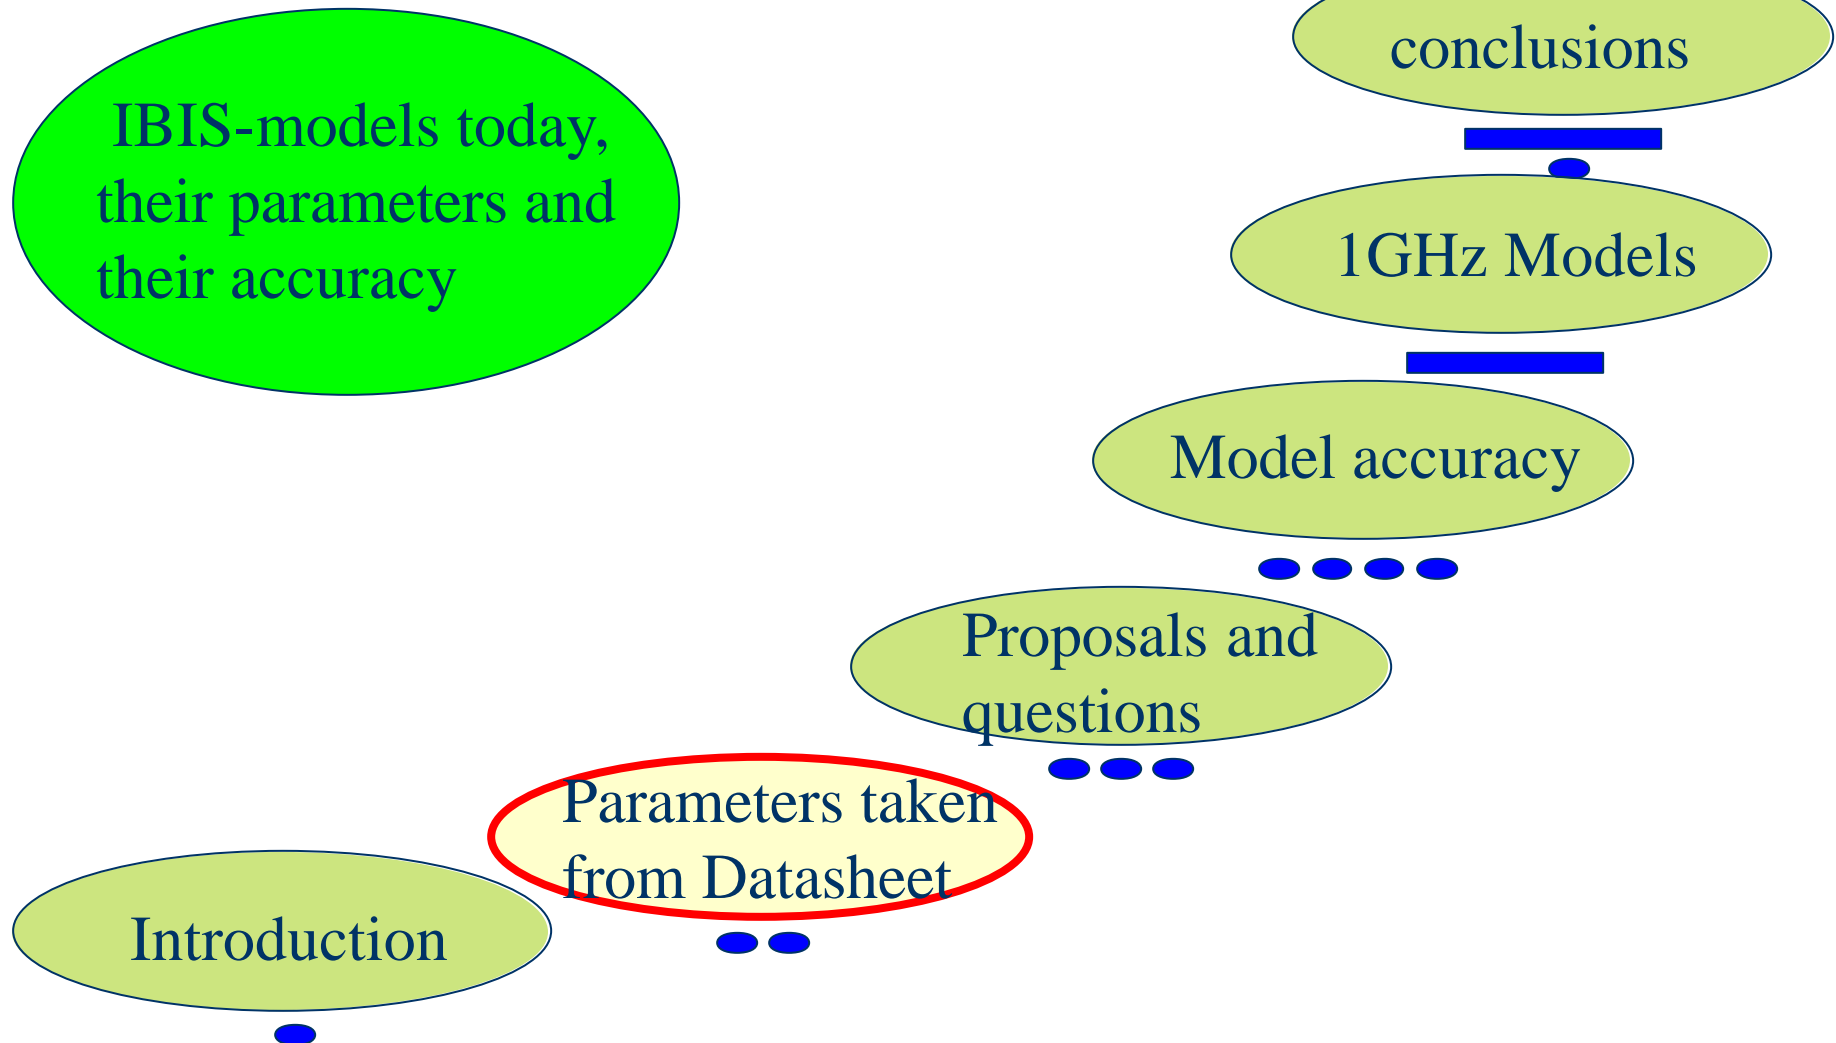 IBIS-models today,
their parameters and
their accuracy
conclusions
1GHz Models
Model accuracy
Proposals and
questions
Parameters taken
from Datasheet
Introduction